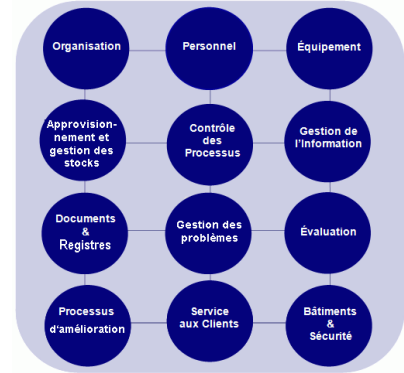 Organisation
Personnel
Équipement
Approvision-
nement et
gestion des
stocks
Contrôle
des
Processus
Gestion de
l'Information
Documents
&
Registres
Gestion des
problèmes
Évaluation
Processus
d'amélioration
Service
aux Clients
Bâtiments
&
Sécurité